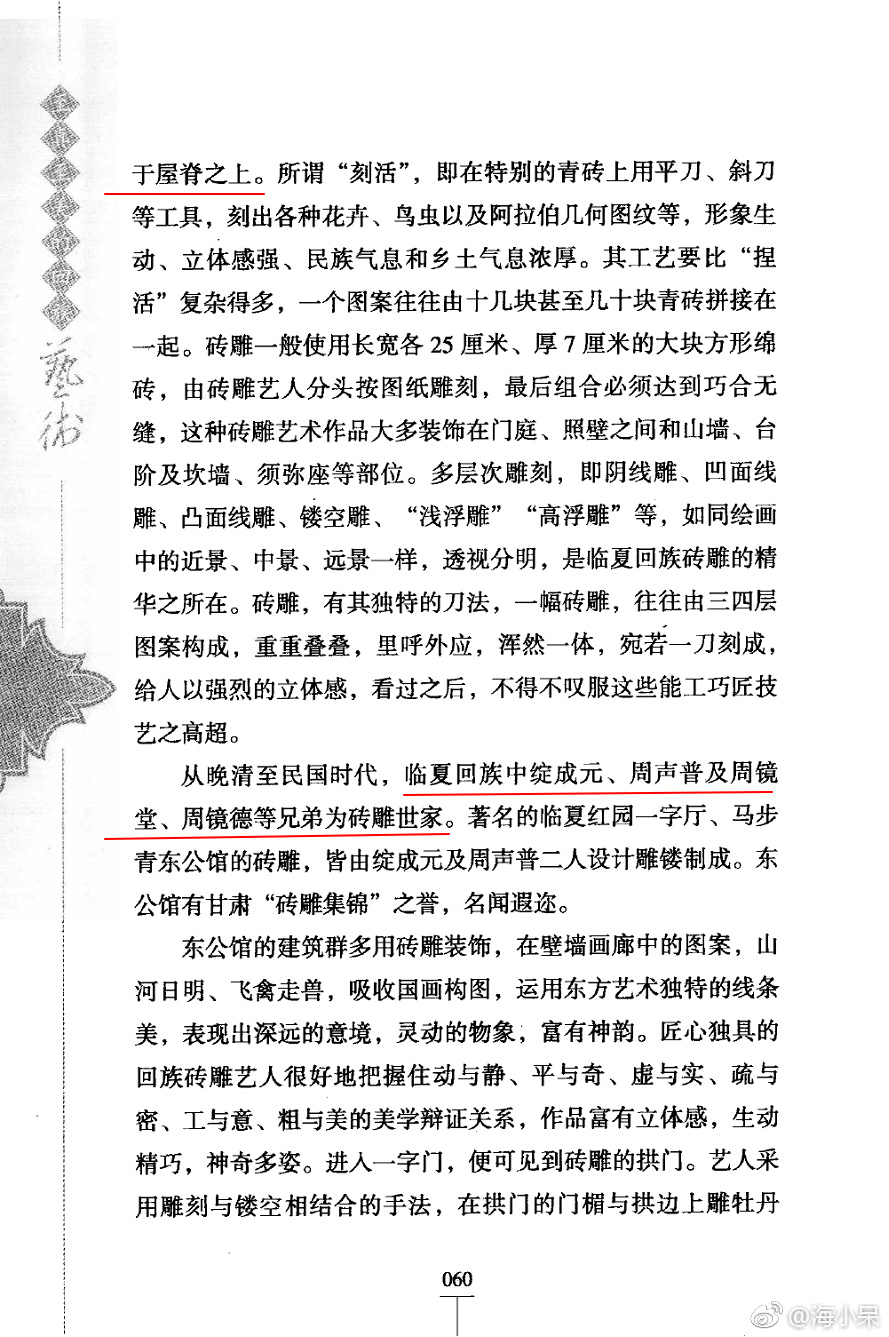 于屋脊之上。所谓“刻活”，即在特别的青砖上用平刀、斜刀
等工具，刻出各种花卉、鸟虫以及阿拉伯几何图纹等，形象生
动、立体感强、民族气息和乡土气息浓厚。其工艺要比“捏
活”复杂得多，一个图案往往由十几块甚至几十块青砖拼接在
一起。砖雕一般使用长宽各25厘米、厚7厘米的大块方形绵
砖，由砖雕艺人分头按图纸雕刻，最后组合必须达到巧合无
缝，这种砖雕艺术作品大多装饰在门庭、照壁之间和山墙、台
阶及坎墙、须弥座等部位。多层次雕刻，即阴线雕、凹面线
雕、凸面线雕、镂空雕、“浅浮雕”“高浮雕”等，如同绘画
中的近景、中景、远景一样，透视分明，是临夏回族砖雕的精
华之所在。砖雕，有其独特的刀法，一幅砖雕，往往由三四层
图案构成，重重叠叠，里呼外应，浑然一体，宛若一刀刻成，
给人以强烈的立体感，看过之后，不得不叹服这些能工巧匠技
艺之高超。
从晚清至民国时代，临夏回族中绽成元、周声普及周镜
堂、周镜德等兄弟为砖雕世家。著名的临夏红园一字厅、马步
青东公馆的砖雕，皆由绽成元及周声普二人设计雕镂制成。东
公馆有甘肃“砖雕集锦”之誉，名闻遐迩。
东公馆的建筑群多用砖雕装饰，在壁墙画廊中的图案，山
河日明、飞禽走兽，吸收国画构图，运用东方艺术独特的线条
美，表现出深远的意境，灵动的物象，富有神韵。匠心独具的
回族砖雕艺人很好地把握住动与静、平与奇、虚与实、疏与
密、工与意、粗与美的美学辩证关系，作品富有立体感，生动
精巧，神奇多姿。进入一字门，便可见到砖雕的拱门。艺人采
用雕刻与镂空相结合的手法，在拱门的门楣与拱边上雕牡丹
060
藝術
@海小呆